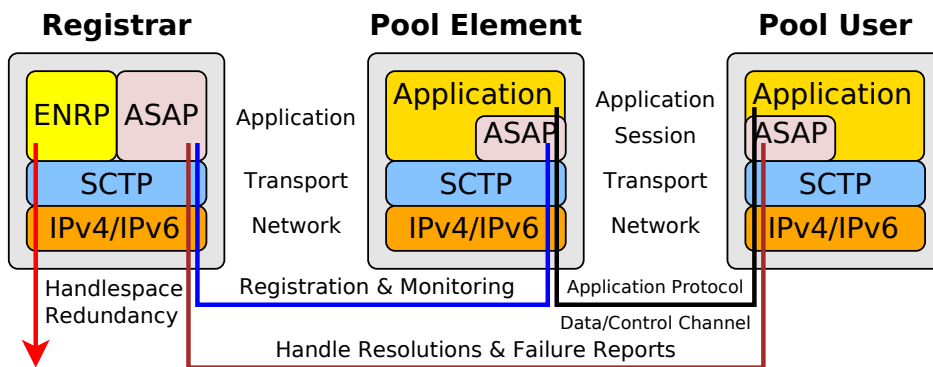 Registrar
Pool Element
Pool User
ENRP
ASAP
SCTP
IPv4/IPv6
Application
Transport
Network
Application
ASAP
SCTP
IPv4/IPv6
Application
Session
Transport
Network
Application
ASAP
SCTP
IPv4/IPv6
Handlespace
Redundancy
Registration & Monitoring
Application Protocol
Data/Control Channel
Handle Resolutions & Failure Reports